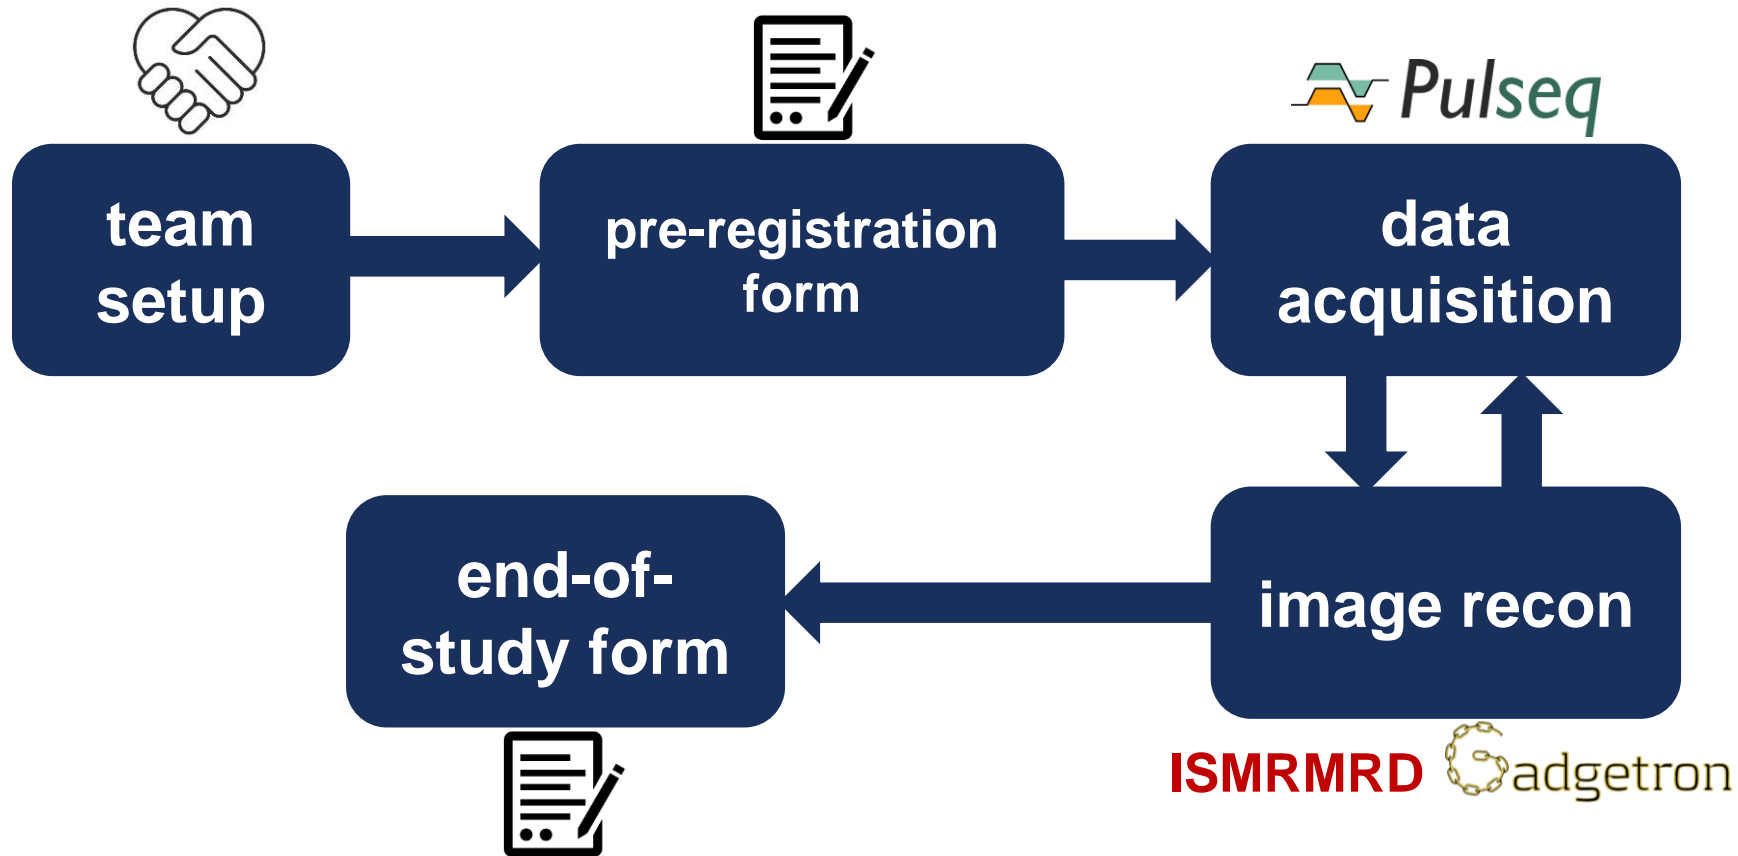 Pulseq
team
setup
pre-registration
form
data
acquisition
end-of-
study form
image recon
ISMRMRD
Gadgetron